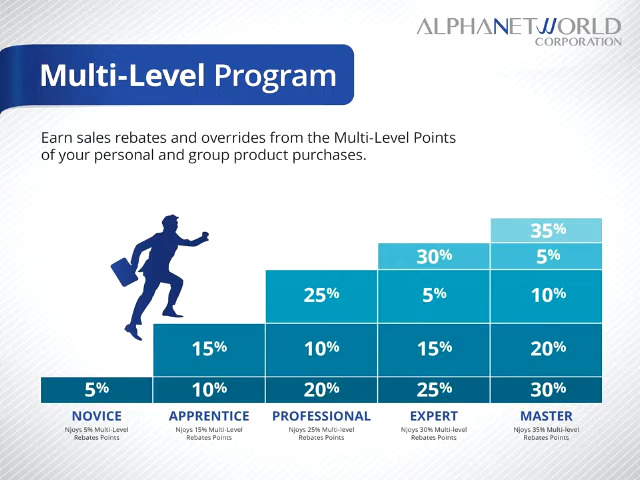 ALPHANETWORLD
CORPORATION
Multi-Level Program
Earn sales rebates and overrides from the Multi-Level Points
of your personal and group product purchases.
35%
30% 5%
25% 5% 10%
15% 10% 15% 20%
5% 10% 20% 25% 30%
NOVICE APPRENTICE PROFESSIONAL EXPERT MASTER
Njoys 5% Multi-Level Njoys 15% Multi-Level Njoys 25% Multi-level Njoys 30% Multi-level Njoys 35% Multi-level
Rebates Points Rebates Points Rebates Points Rebates Points Rebates Points